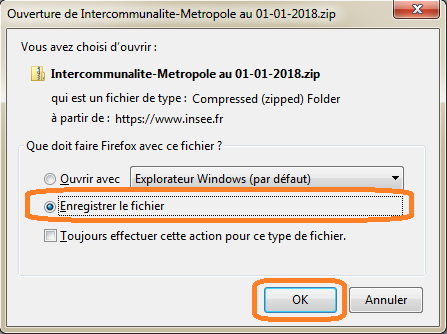 Ouverture de Intercommunalite-Metropole au 01-01-2018.zip
Vous avez choisi d'ouvrir :
Intercommunalite-Metropole au 01-01-2018.zip
qui est un fichier de type : Compressed (zipped) Folder
à partir de : https://www.insee.fr
Que doit faire Firefox avec ce fichier ?
Ouvrir avec Explorateur Windows (par défaut)
Enregistrer le fichier
Toujours effectuer cette action pour ce type de fichier.
OK Annuler